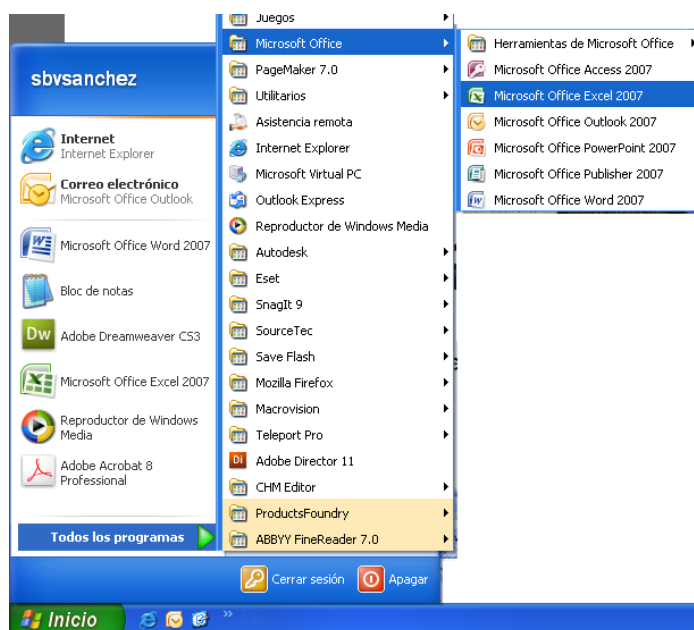 sbvsanchez
Internet
Internet Explorer
Correo electrónico
Microsoft Office Outlook
Microsoft Office Word 2007
Bloc de notas
Dw
Adobe Dreamweaver CS3
Microsoft Office Excel 2007
Reproductor de Windows
Media
Adobe Acrobat 8
Professional
Todos los programas
Juegos
Microsoft Office
PageMaker 7.0
Utilitarios
Asistencia remota
Internet Explorer
Microsoft Virtual PC
Outlook Express
Reproductor de Windows Media
Autodesk
Eset
SnagIt 9
SourceTec
Save Flash
Mozilla Firefox
Macrovision
Teleport Pro
Di Adobe Director 11
CHM Editor
ProductsFoundry
ABBYY FineReader 7.0
Herramientas de Microsoft Office
Microsoft Office Access 2007
Microsoft Office Excel 2007
Microsoft Office Outlook 2007
Microsoft Office PowerPoint 2007
Microsoft Office Publisher 2007
Microsoft Office Word 2007
Cerrar sesión
Apagar
Inicio